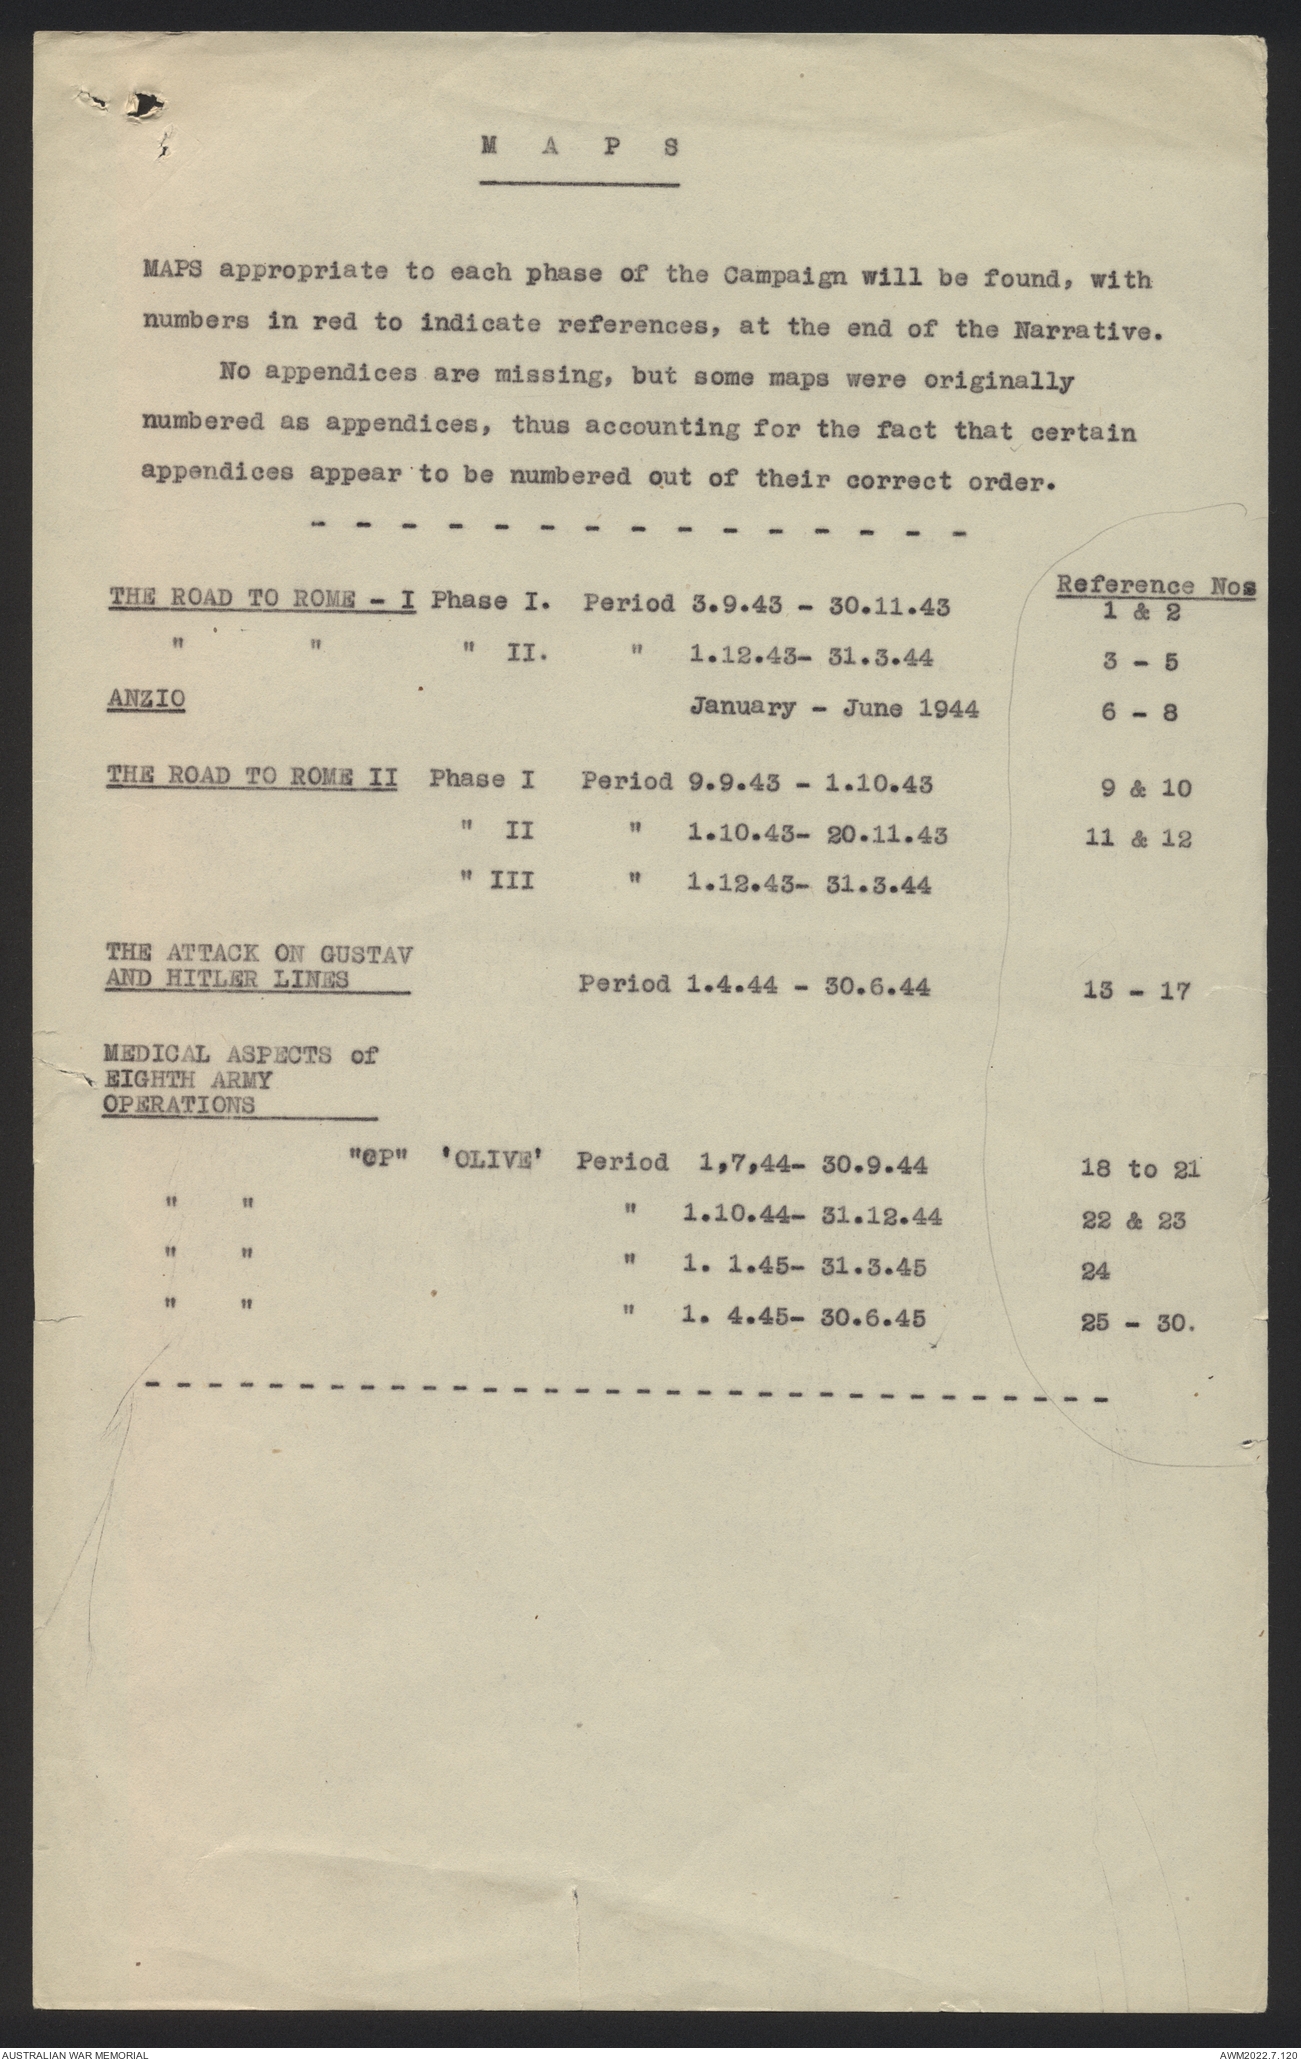 M A P S
MAPS appropriate to each phase of the Campaign will be found, with
numbers in red to indicate references, at the end of the Narrative.
No appendices are missing, but some maps were originally
numbered as appendices, thus accounting for the fact that certain
appendices appear to be numbered out of their correct order.
- - - - - - - - - - - - - - -
Reference Nos
THE ROAD TO ROME - I Phase I. Period 3.9.43 - 30.11.43 1 & 2
" " " II. " 1.12.43- 31.3.44 3 - 5
ANZIO January - June 1944 6 - 8
THE ROAD TO ROME II Phase I Period 9.9.43 - 1.10.43 9 & 10
" II " 1.10.43- 20.11.43 11 & 12
" III " 1.12.43- 31.3.44
THE ATTACK ON GUSTAV
AND HITLER LINES Period 1.4.44 - 30.6.44 13 - 17
MEDICAL ASPECTS of
EIGHTH ARMY
OPERATIONS
"OP" 'OLIVE' Period 1,7,44- 30.9.44 18 to 21
" " " 1.10.44- 31.12.44 22 & 23
" " " 1. 1.45- 31.3.45 24
" " " 1. 4.45- 30.6.45 25 - 30.
- - - - - - - - - - - - - - - - - - - - - - - - - - - - - - - -
AUSTRALIAN WAR MEMORIAL AWM2022.7.120